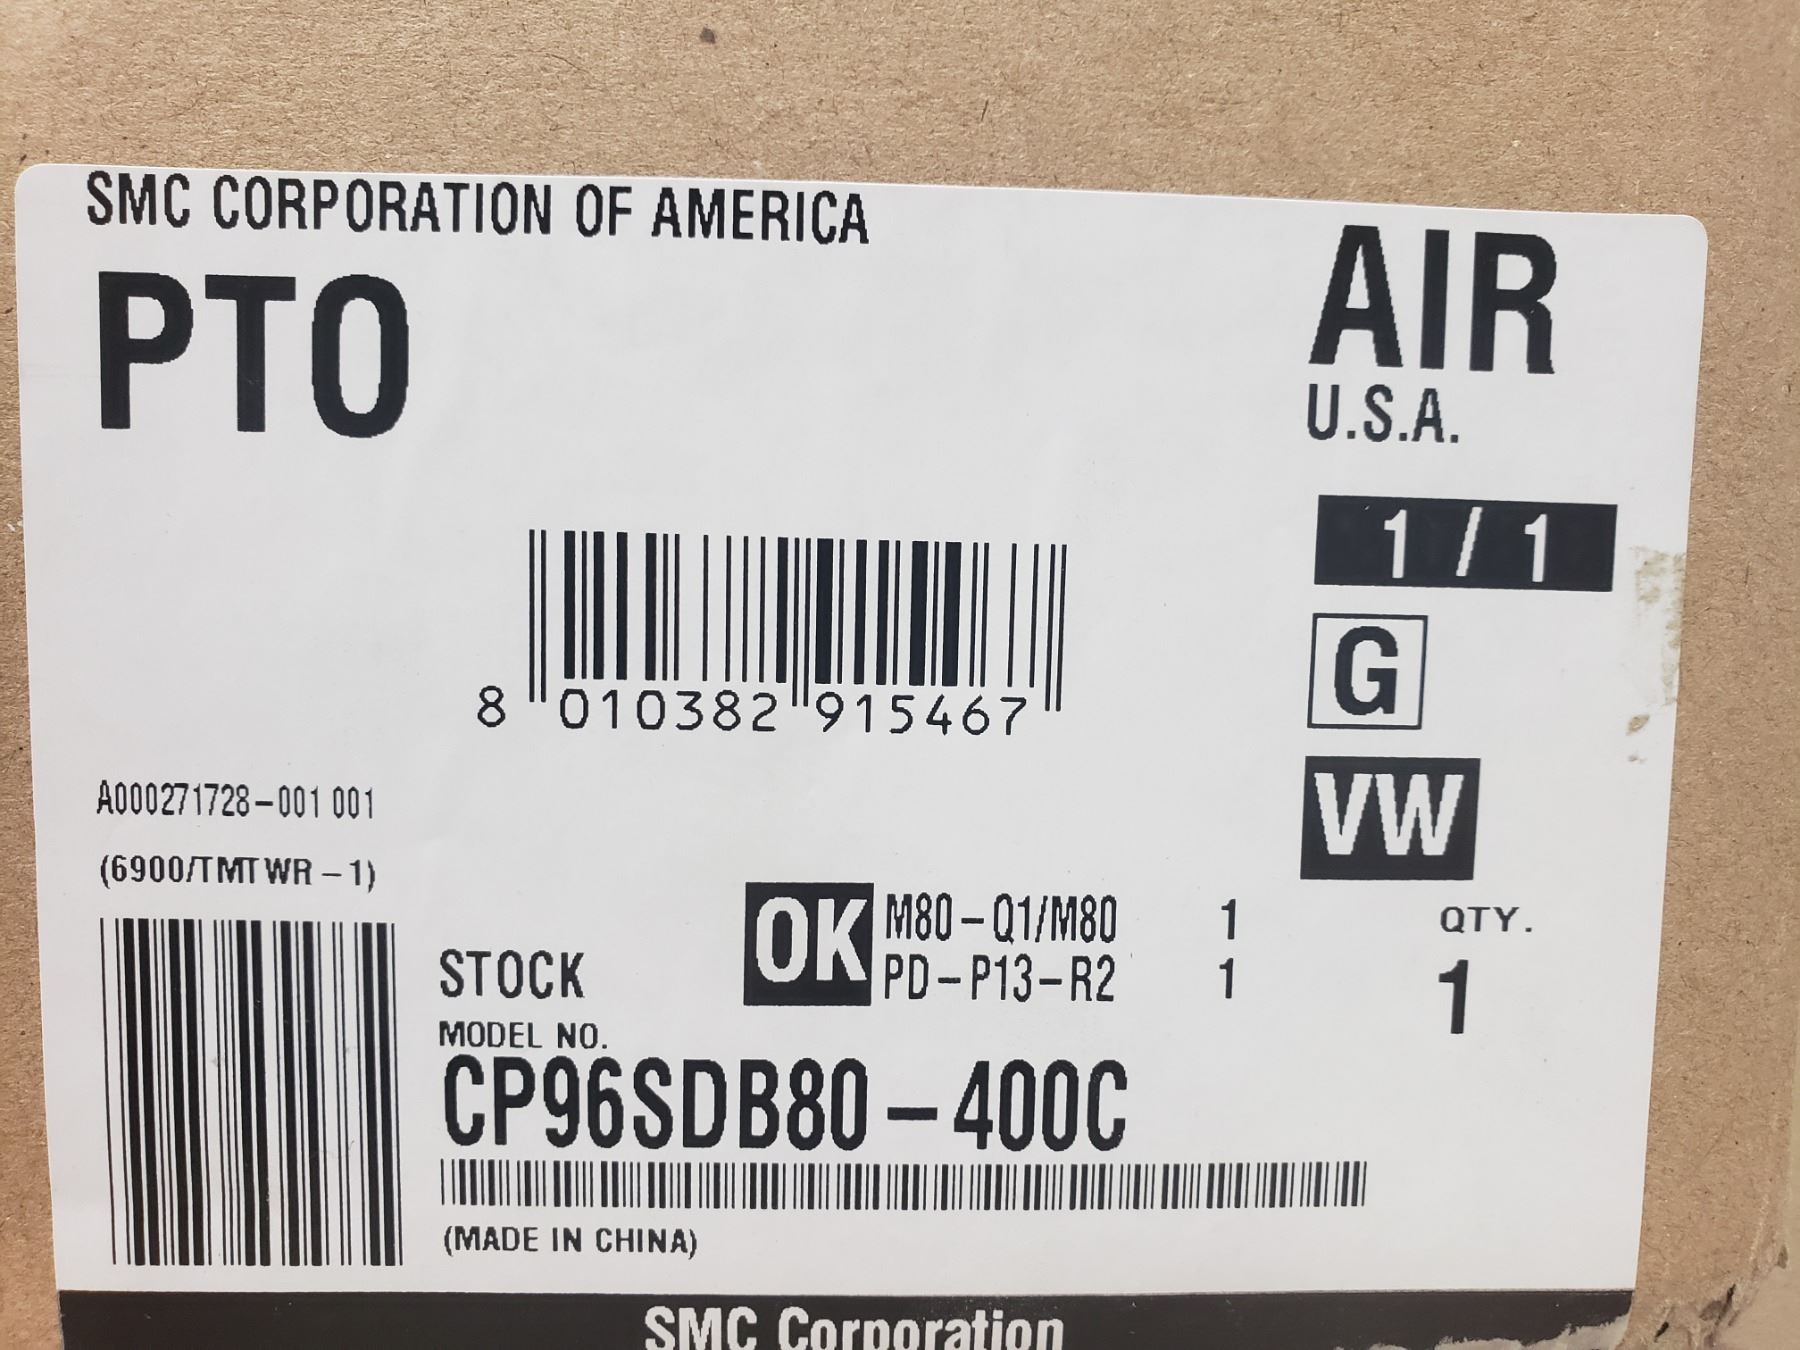 SMC CORPORATION OF AMERICA
PTO
AIR
U.S.A.
1 / 1
G
VW
8 010382 915467
A000271728-001 001
(6900/TMTWR-1)
OK
M80-Q1/M80 1
PD-P13-R2 1
QTY.
1
STOCK
MODEL NO.
CP96SDB80-400C
(MADE IN CHINA)
SMC Corporation